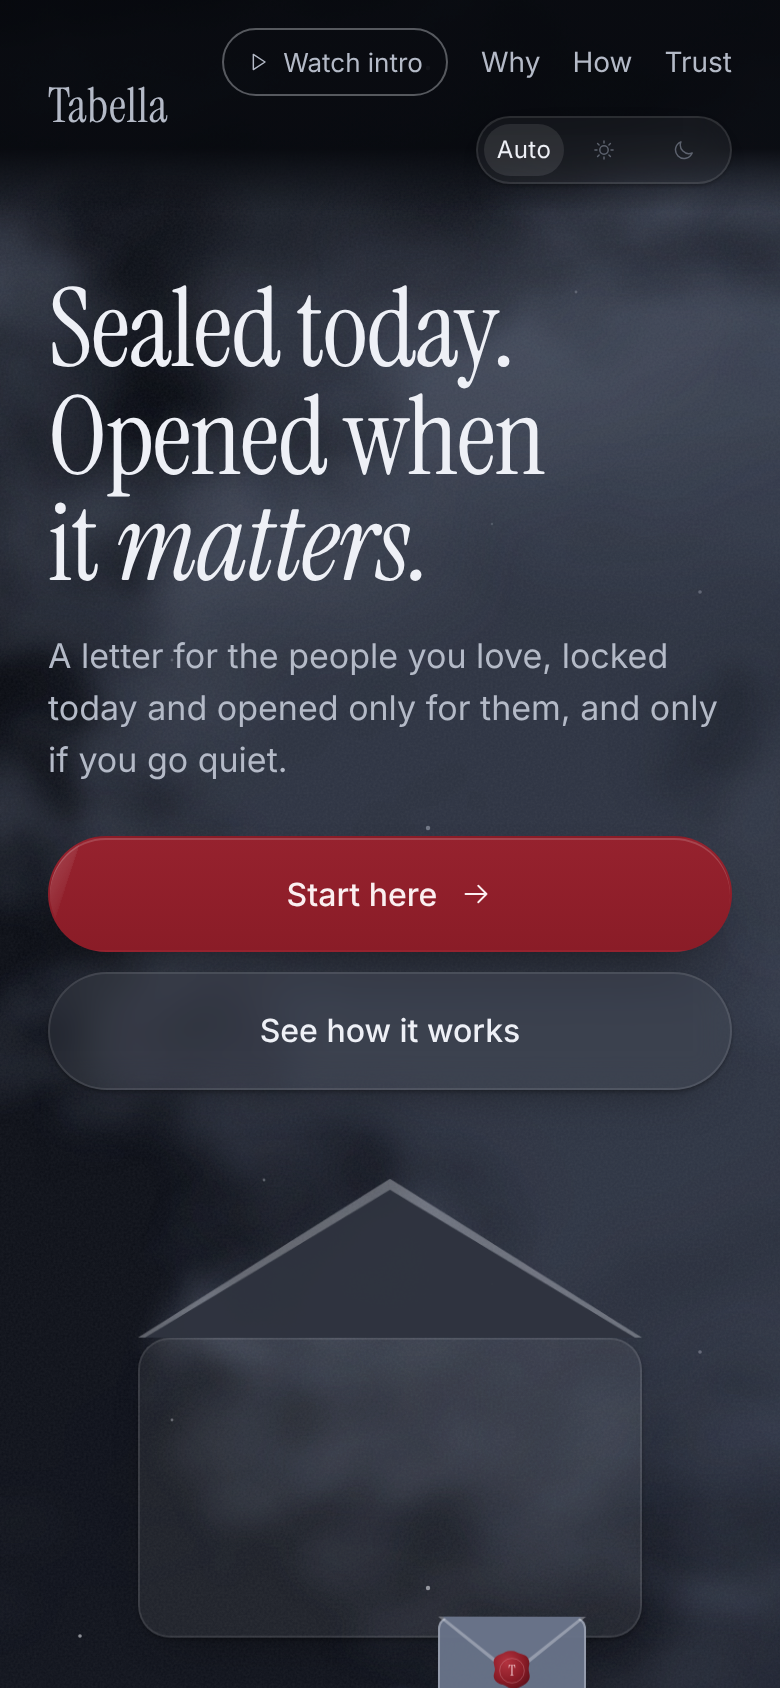 Watch intro Why How Trust
Tabella
Auto
Sealed today.
Opened when
it matters.
A letter for the people you love, locked
today and opened only for them, and only
if you go quiet.
Start here →
See how it works
T